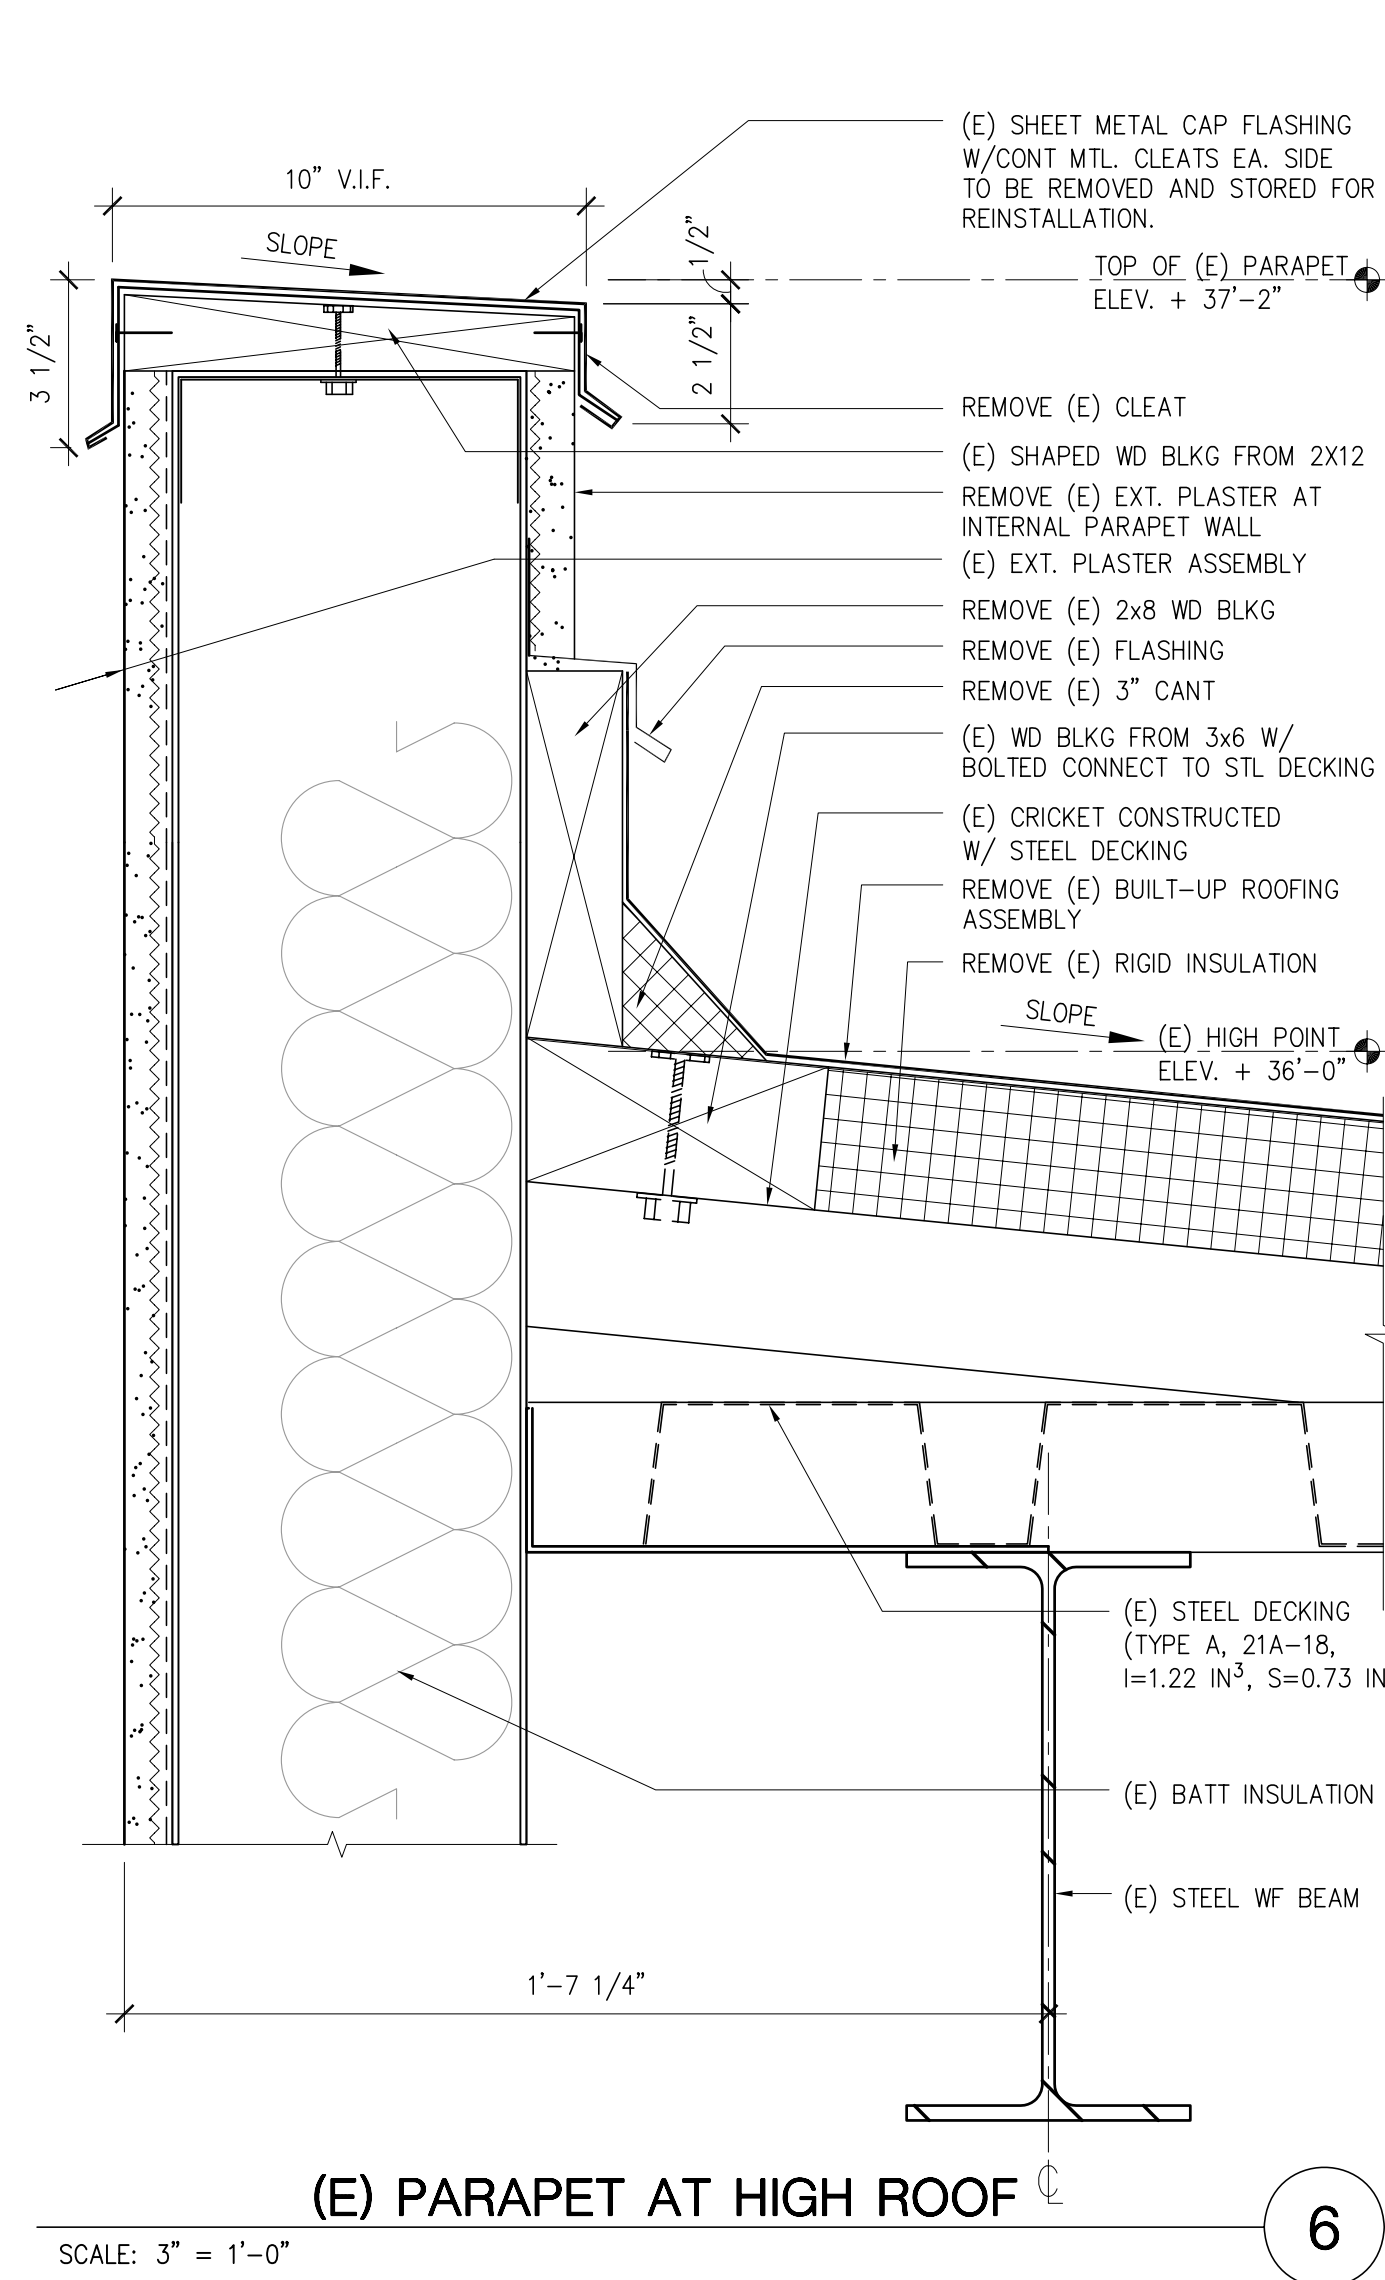 (E) SHEET METAL CAP FLASHING
W/CONT MTL. CLEATS EA. SIDE
TO BE REMOVED AND STORED FOR
REINSTALLATION.
10" V.I.F.
SLOPE
1/2"
TOP OF (E) PARAPET
ELEV. + 37'-2"
3 1/2"
2 1/2"
REMOVE (E) CLEAT
(E) SHAPED WD BLKG FROM 2X12
REMOVE (E) EXT. PLASTER AT
INTERNAL PARAPET WALL
(E) EXT. PLASTER ASSEMBLY
REMOVE (E) 2x8 WD BLKG
REMOVE (E) FLASHING
REMOVE (E) 3" CANT
(E) WD BLKG FROM 3x6 W/
BOLTED CONNECT TO STL DECKING
(E) CRICKET CONSTRUCTED
W/ STEEL DECKING
REMOVE (E) BUILT-UP ROOFING
ASSEMBLY
REMOVE (E) RIGID INSULATION
SLOPE
(E) HIGH POINT
ELEV. + 36'-0"
(E) STEEL DECKING
(TYPE A, 21A-18,
I=1.22 IN³, S=0.73 IN
(E) BATT INSULATION
(E) STEEL WF BEAM
1'-7 1/4"
℄
(E) PARAPET AT HIGH ROOF
6
SCALE: 3" = 1'-0"